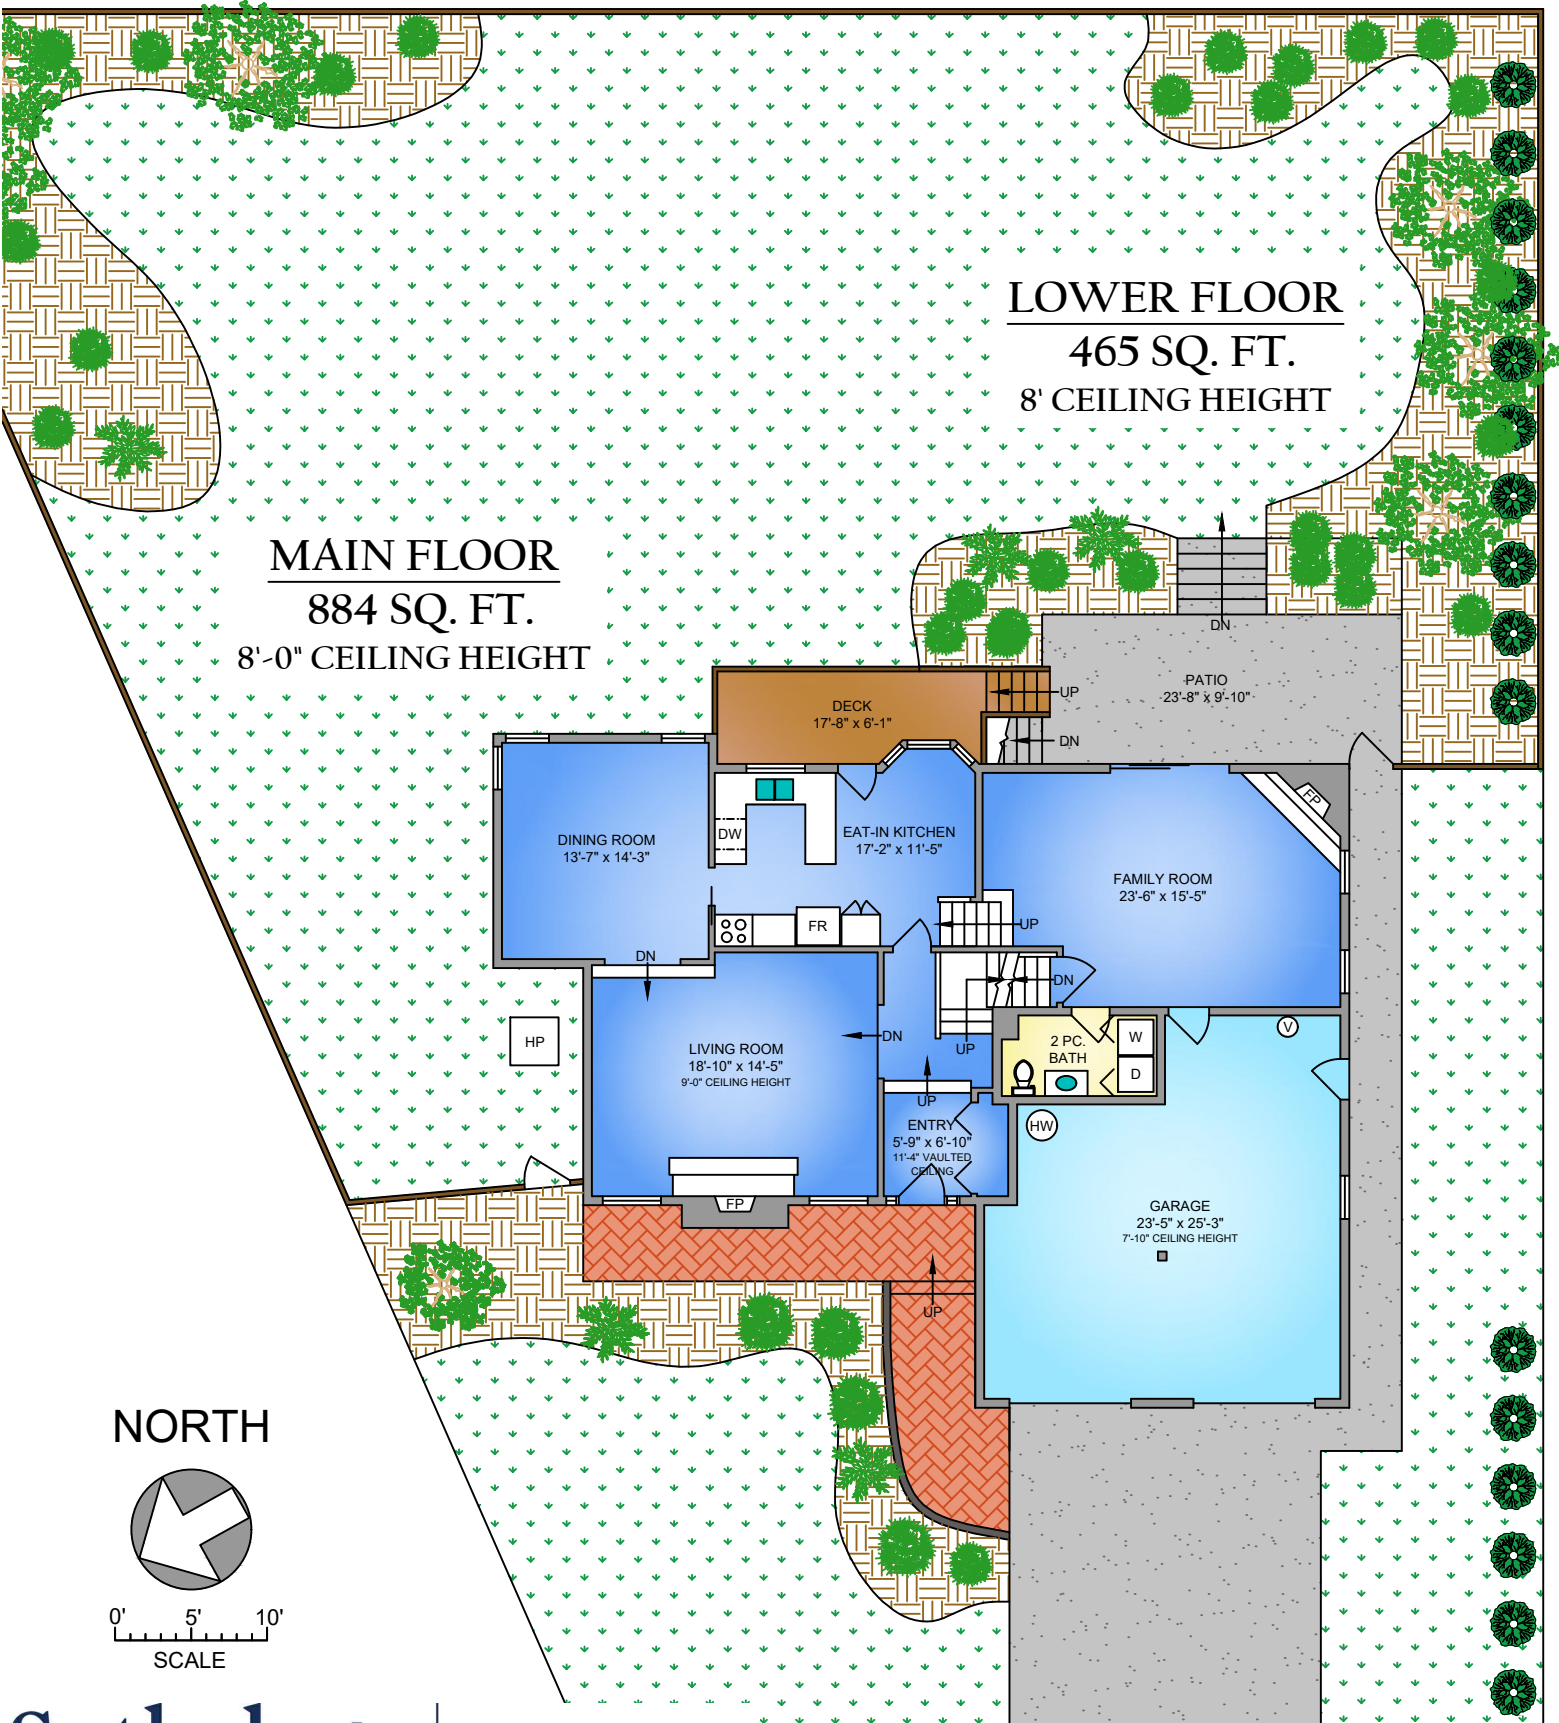 LOWER FLOOR
465 SQ. FT.
8' CEILING HEIGHT
MAIN FLOOR
884 SQ. FT.
8'-0" CEILING HEIGHT
DN
PATIO
23'-8" x 9'-10"
UP
DECK
17'-8" x 6'-1"
DN
FP
DINING ROOM
13'-7" x 14'-3"
DW
EAT-IN KITCHEN
17'-2" x 11'-5"
FAMILY ROOM
23'-6" x 15'-5"
FR
UP
DN
DN
HP
LIVING ROOM
18'-10" x 14'-5"
9'-0" CEILING HEIGHT
DN
UP
2 PC.
BATH
W
D
V
UP
ENTRY
5'-9" x 6'-10"
11'-4" VAULTED
CEILING
HW
FP
GARAGE
23'-5" x 25'-3"
7'-10" CEILING HEIGHT
UP
NORTH
0' 5' 10'
SCALE